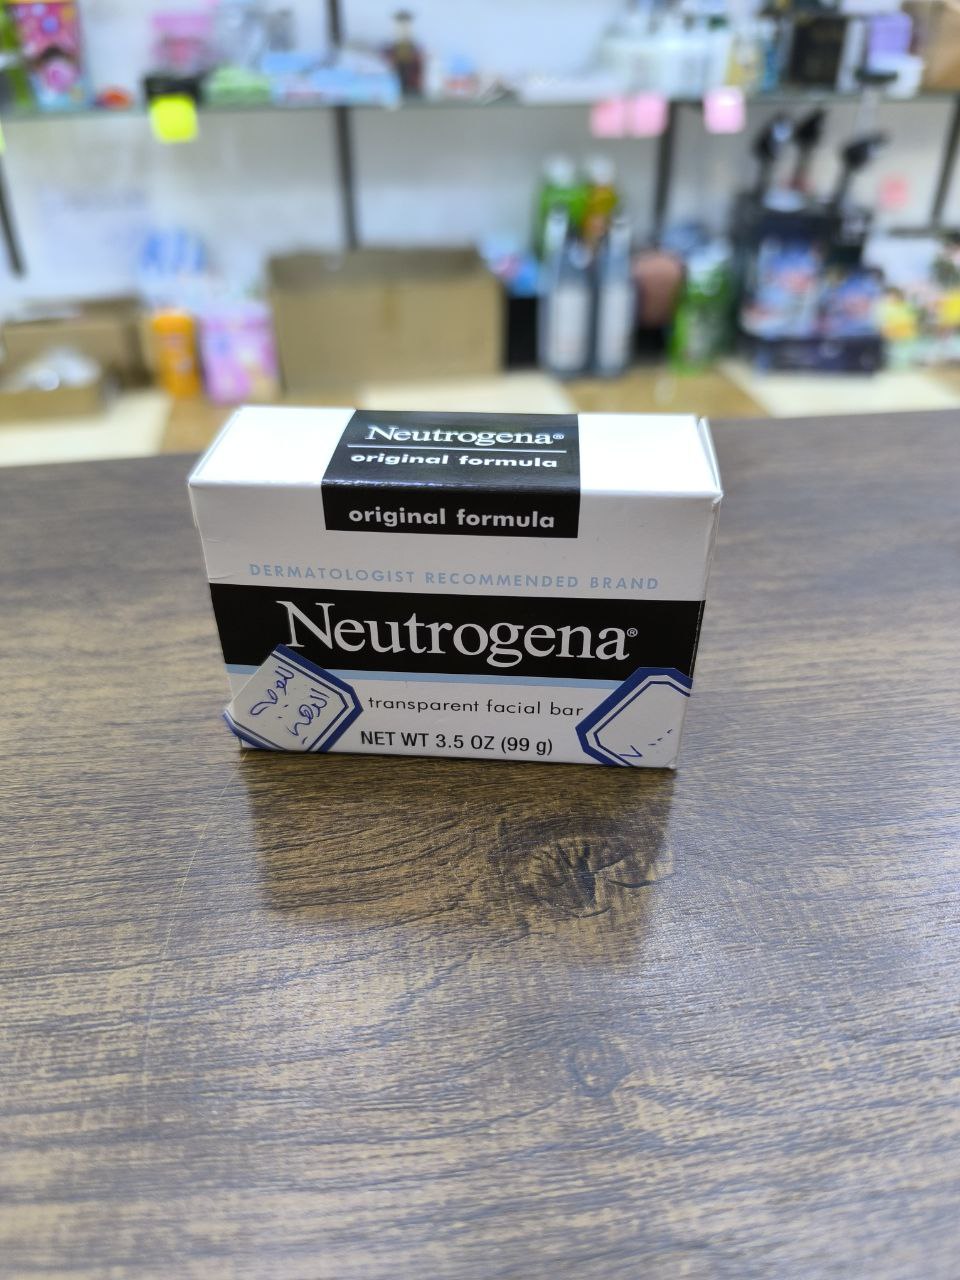 Neutrogena®
original formula
original formula
DERMATOLOGIST RECOMMENDED BRAND
Neutrogena®
transparent facial bar
NET WT 3.5 OZ (99 g)